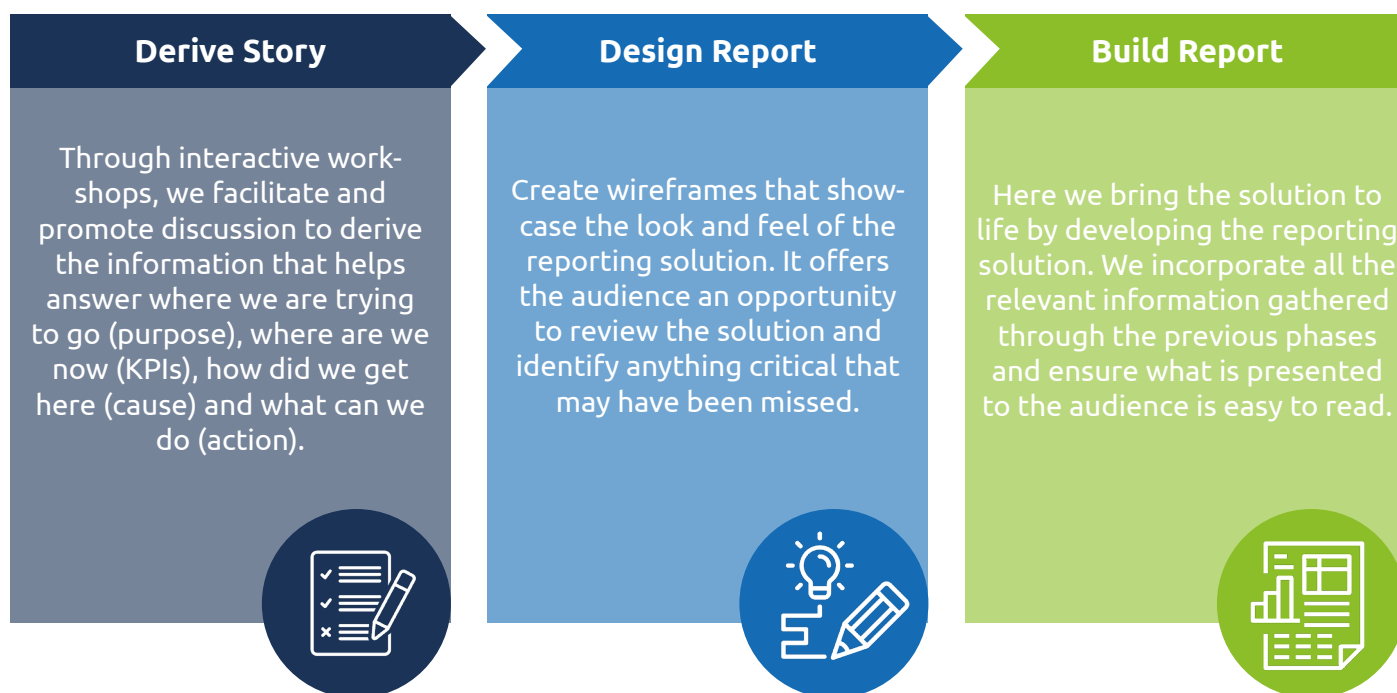 Derive Story
Through interactive work-
shops, we facilitate and
promote discussion to derive
the information that helps
answer where we are trying
to go (purpose), where are we
now (KPIs), how did we get
here (cause) and what can we
do (action).
Design Report
Create wireframes that show-
case the look and feel of the
reporting solution. It offers
the audience an opportunity
to review the solution and
identify anything critical that
may have been missed.
Build Report
Here we bring the solution to
life by developing the reporting
solution. We incorporate all the
relevant information gathered
through the previous phases
and ensure what is presented
to the audience is easy to read.